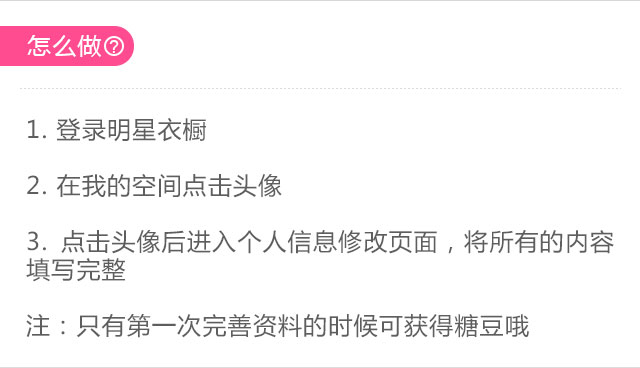 怎么做?
1. 登录明星衣橱
2. 在我的空间点击头像
3. 点击头像后进入个人信息修改页面，将所有的内容
填写完整
注：只有第一次完善资料的时候可获得糖豆哦